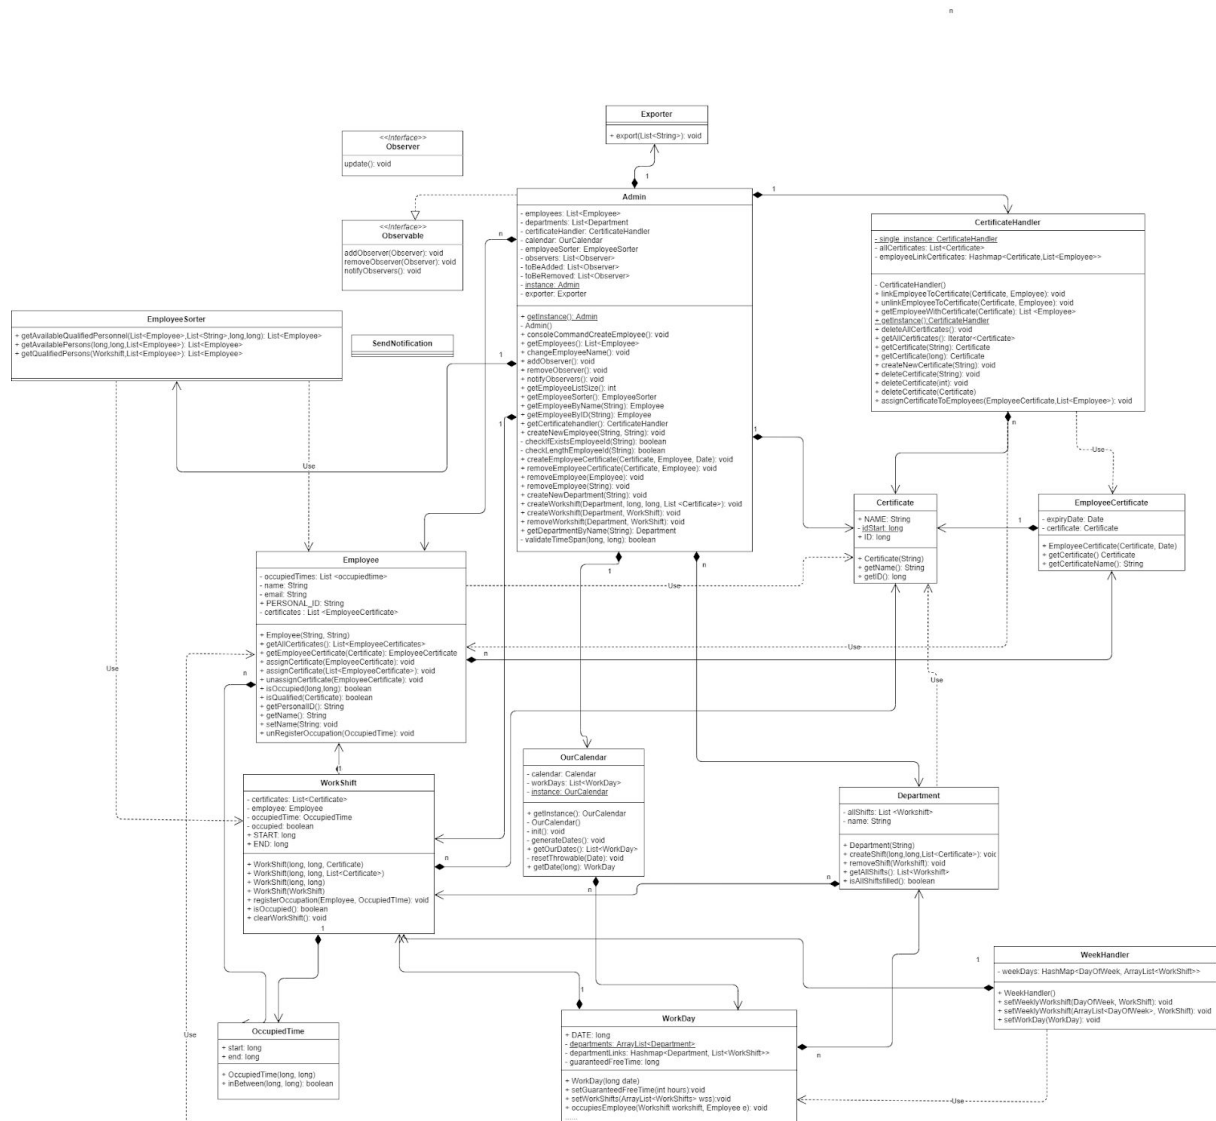 n
Exporter
+ export(List<String>): void
1
<<Interface>>
Observer
update(): void
<<Interface>>
Observable
addObserver(Observer): void
removeObserver(Observer): void
notifyObservers(): void
Admin
- employees: List<Employee>
- departments: List<Department
- certificateHandler: CertificateHandler
- calendar: OurCalendar
- employeeSorter: EmployeeSorter
- observers: List<Observer>
- toBeAdded: List<Observer>
- toBeRemoved: List<Observer>
- instance: Admin
- exporter: Exporter
+ getInstance(): Admin
- Admin()
+ consoleCommandCreateEmployee(): void
+ getEmployees(): List<Employee>
+ changeEmployeeName(): void
+ addObserver(): void
+ removeObserver(): void
+ notifyObservers(): void
+ getEmployeeListSize(): int
+ getEmployeeSorter(): EmployeeSorter
+ getEmployeeByName(String): Employee
+ getEmployeeByID(String): Employee
+ getCertificatehandler(): CertificateHandler
+ createNewEmployee(String, String): void
- checkIfExistsEmployeeId(String): boolean
- checkLengthEmployeeId(String): boolean
+ createEmployeeCertificate(Certificate, Employee, Date): void
+ removeEmployeeCertificate(Certificate, Employee): void
+ removeEmployee(Employee): void
+ removeEmployee(String): void
+ createNewDepartment(String): void
+ createWorkshift(Department, long, long, List <Certificate>): void
+ createWorkshift(Department, WorkShift): void
+ removeWorkshift(Department, WorkShift): void
+ getDepartmentByName(String): Department
- validateTimeSpan(long, long): boolean
1
n
1
1
1
1
n
CertificateHandler
- single_instance: CertificateHandler
- allCertificates: List<Certificate>
- employeeLinkCertificates: Hashmap<Certificate,List<Employee>>
- CertificateHandler()
+ linkEmployeeToCertificate(Certificate, Employee): void
+ unlinkEmployeeToCertificate(Certificate, Employee): void
+ getEmployeeWithCertificate(Certificate): List <Employee>
+ getInstance():CertificateHandler
+ deleteAllCertificates(): void
+ getAllCertificates(): Iterator<Certificate>
+ getCertificate(String): Certificate
+ getCertificate(long): Certificate
+ createNewCertificate(String): void
+ deleteCertificate(String): void
+ deleteCertificate(int): void
+ deleteCertificate(Certificate)
+ assignCertificateToEmployees(EmployeeCertificate,List<Employee>): void
n
Use
EmployeeSorter
+ getAvailableQualifiedPersonnel(List<Employee>,List<String>,long,long): List<Employee>
+ getAvailablePersons(long,long,List<Employee>): List<Employee>
+ getQualifiedPersons(Workshift,List<Employee>): List<Employee>
SendNotification
Use
Use
Certificate
+ NAME: String
- idStart: long
+ ID: long
+ Certificate(String)
+ getName(): String
+ getID(): long
1
EmployeeCertificate
- expiryDate: Date
- certificate: Certificate
+ EmployeeCertificate(Certificate, Date)
+ getCertificate() Certificate
+ getCertificateName(): String
Employee
- occupiedTimes: List <occupiedtime>
- name: String
- email: String
+ PERSONAL_ID: String
- certificates : List <EmployeeCertificate>
+ Employee(String, String)
+ getAllCertificates(): List<EmployeeCertificates>
+ getEmployeeCertificate(Certificate): EmployeeCertificate
+ assignCertificate(EmployeeCertificate): void
+ assignCertificate(List<EmployeeCertificate>): void
+ unassignCertificate(EmployeeCertificate): void
+ isOccupied(long,long): boolean
+ isQualified(Certificate): boolean
+ getPersonalID(): String
+ getName(): String
+ setName(String: void
+ unRegisterOccupation(OccupiedTime): void
Use
Use
Use
n
n
1
WorkShift
- certificates: List<Certificate>
- employee: Employee
- occupiedTime: OccupiedTime
- occupied: boolean
+ START: long
+ END: long
+ WorkShift(long, long, Certificate)
+ WorkShift(long, long, List<Certificate>)
+ WorkShift(long, long)
+ WorkShift(WorkShift)
+ registerOccupation(Employee, OccupiedTime): void
+ isOccupied(): boolean
+ clearWorkShift(): void
n
1
OurCalendar
- calendar: Calendar
- workDays: List<WorkDay>
- instance: OurCalendar
+ getInstance(): OurCalendar
- OurCalendar()
- init(): void
- generateDates(): void
+ getOurDates(): List<WorkDay>
- resetThrowable(Date): void
+ getDate(long): WorkDay
n
Department
- allShifts: List <Workshift>
- name: String
+ Department(String)
+ createShift(long,long,List<Certificate>): void
+ removeShift(Workshift): void
+ getAllShifts(): List<Workshift>
+ isAllShiftsfilled(): boolean
n
WeekHandler
- weekDays: HashMap<DayOfWeek, ArrayList<WorkShift>>
+ WeekHandler()
+ setWeeklyWorkshift(DayOfWeek, WorkShift): void
+ setWeeklyWorkshift(ArrayList<DayOfWeek>, WorkShift): void
+ setWorkDay(WorkDay): void
1
Use
OccupiedTime
+ start: long
+ end: long
+ OccupiedTime(long, long)
+ inBetween(long, long): boolean
Use
1
WorkDay
+ DATE: long
- departments: ArrayList<Department>
- departmentLinks: Hashmap<Department, List<WorkShift>>
- guaranteedFreeTime: long
+ WorkDay(long date)
+ setGuaranteedFreeTime(int hours):void
+ setWorkShifts(ArrayList<WorkShifts> wss):void
+ occupiesEmployee(Workshift workshift, Employee e): void
n